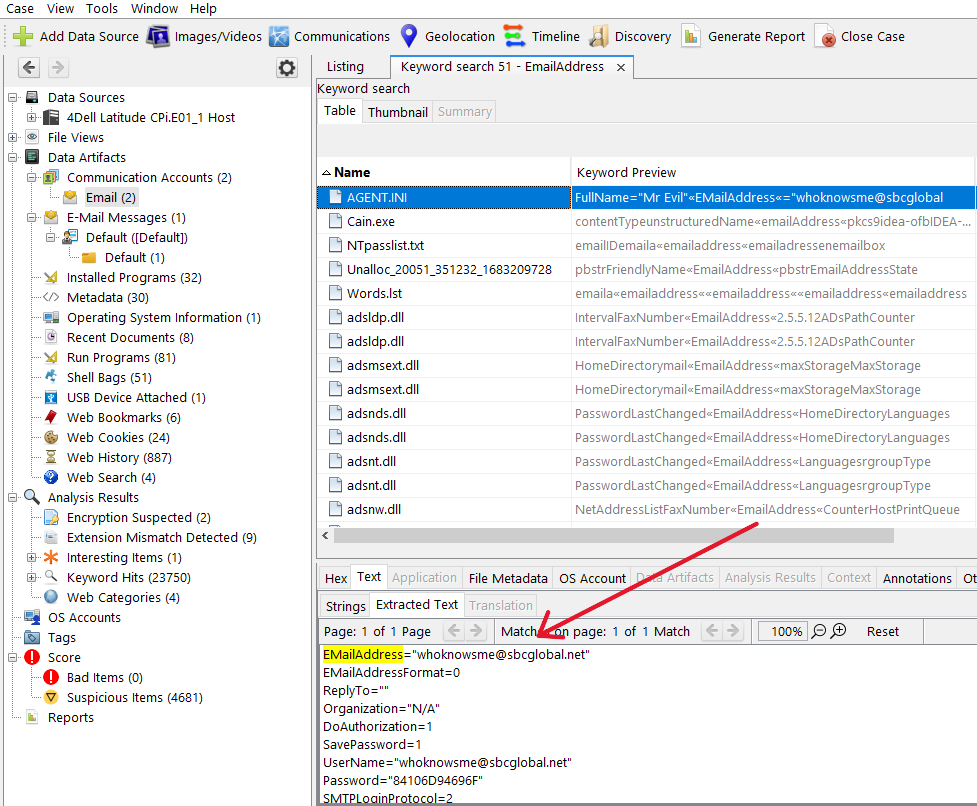 Case View Tools Window Help
Add Data Source Images/Videos Communications Geolocation Timeline Discovery Generate Report Close Case
Data Sources
4Dell Latitude CPi.E01_1 Host
File Views
Data Artifacts
Communication Accounts (2)
Email (2)
E-Mail Messages (1)
Default ([Default])
Default (1)
Installed Programs (32)
Metadata (30)
Operating System Information (1)
Recent Documents (8)
Run Programs (81)
Shell Bags (51)
USB Device Attached (1)
Web Bookmarks (6)
Web Cookies (24)
Web History (887)
Web Search (4)
Analysis Results
Encryption Suspected (2)
Extension Mismatch Detected (9)
Interesting Items (1)
Keyword Hits (23750)
Web Categories (4)
OS Accounts
Tags
Score
Bad Items (0)
Suspicious Items (4681)
Reports
Listing Keyword search 51 - EmailAddress ×
Keyword search
Table Thumbnail Summary
Name Keyword Preview
AGENT.INI FullName="Mr Evil"«EMailAddress«="whoknowsme@sbcglobal
Cain.exe contentTypeunstructuredName«emailAddress«pkcs9idea-ofbIDEA-...
NTpasslist.txt emailIDemaila«emailaddress«emailadressenemailbox
Unalloc_20051_351232_1683209728 pbstrFriendlyName«EmailAddress«pbstrEmailAddressState
Words.lst emaila«emailaddress««emailaddress««emailaddress«emailaddress
adsldp.dll IntervalFaxNumber«EmailAddress«2.5.5.12ADsPathCounter
adsldp.dll IntervalFaxNumber«EmailAddress«2.5.5.12ADsPathCounter
adsmsext.dll HomeDirectorymail«EmailAddress«maxStorageMaxStorage
adsmsext.dll HomeDirectorymail«EmailAddress«maxStorageMaxStorage
adsnds.dll PasswordLastChanged«EmailAddress«HomeDirectoryLanguages
adsnds.dll PasswordLastChanged«EmailAddress«HomeDirectoryLanguages
adsnt.dll PasswordLastChanged«EmailAddress«LanguagesrgroupType
adsnt.dll PasswordLastChanged«EmailAddress«LanguagesrgroupType
adsnw.dll NetAddressListFaxNumber«EmailAddress«CounterHostPrintQueue
Hex Text Application File Metadata OS Account Data Artifacts Analysis Results Context Annotations Ot
Strings Extracted Text Translation
Page: 1 of 1 Page Matches on page: 1 of 1 Match 100% Reset
EMailAddress="whoknowsme@sbcglobal.net"
EMailAddressFormat=0
ReplyTo=""
Organization="N/A"
DoAuthorization=1
SavePassword=1
UserName="whoknowsme@sbcglobal.net"
Password="84106D94696F"
SMTPLoginProtocol=2